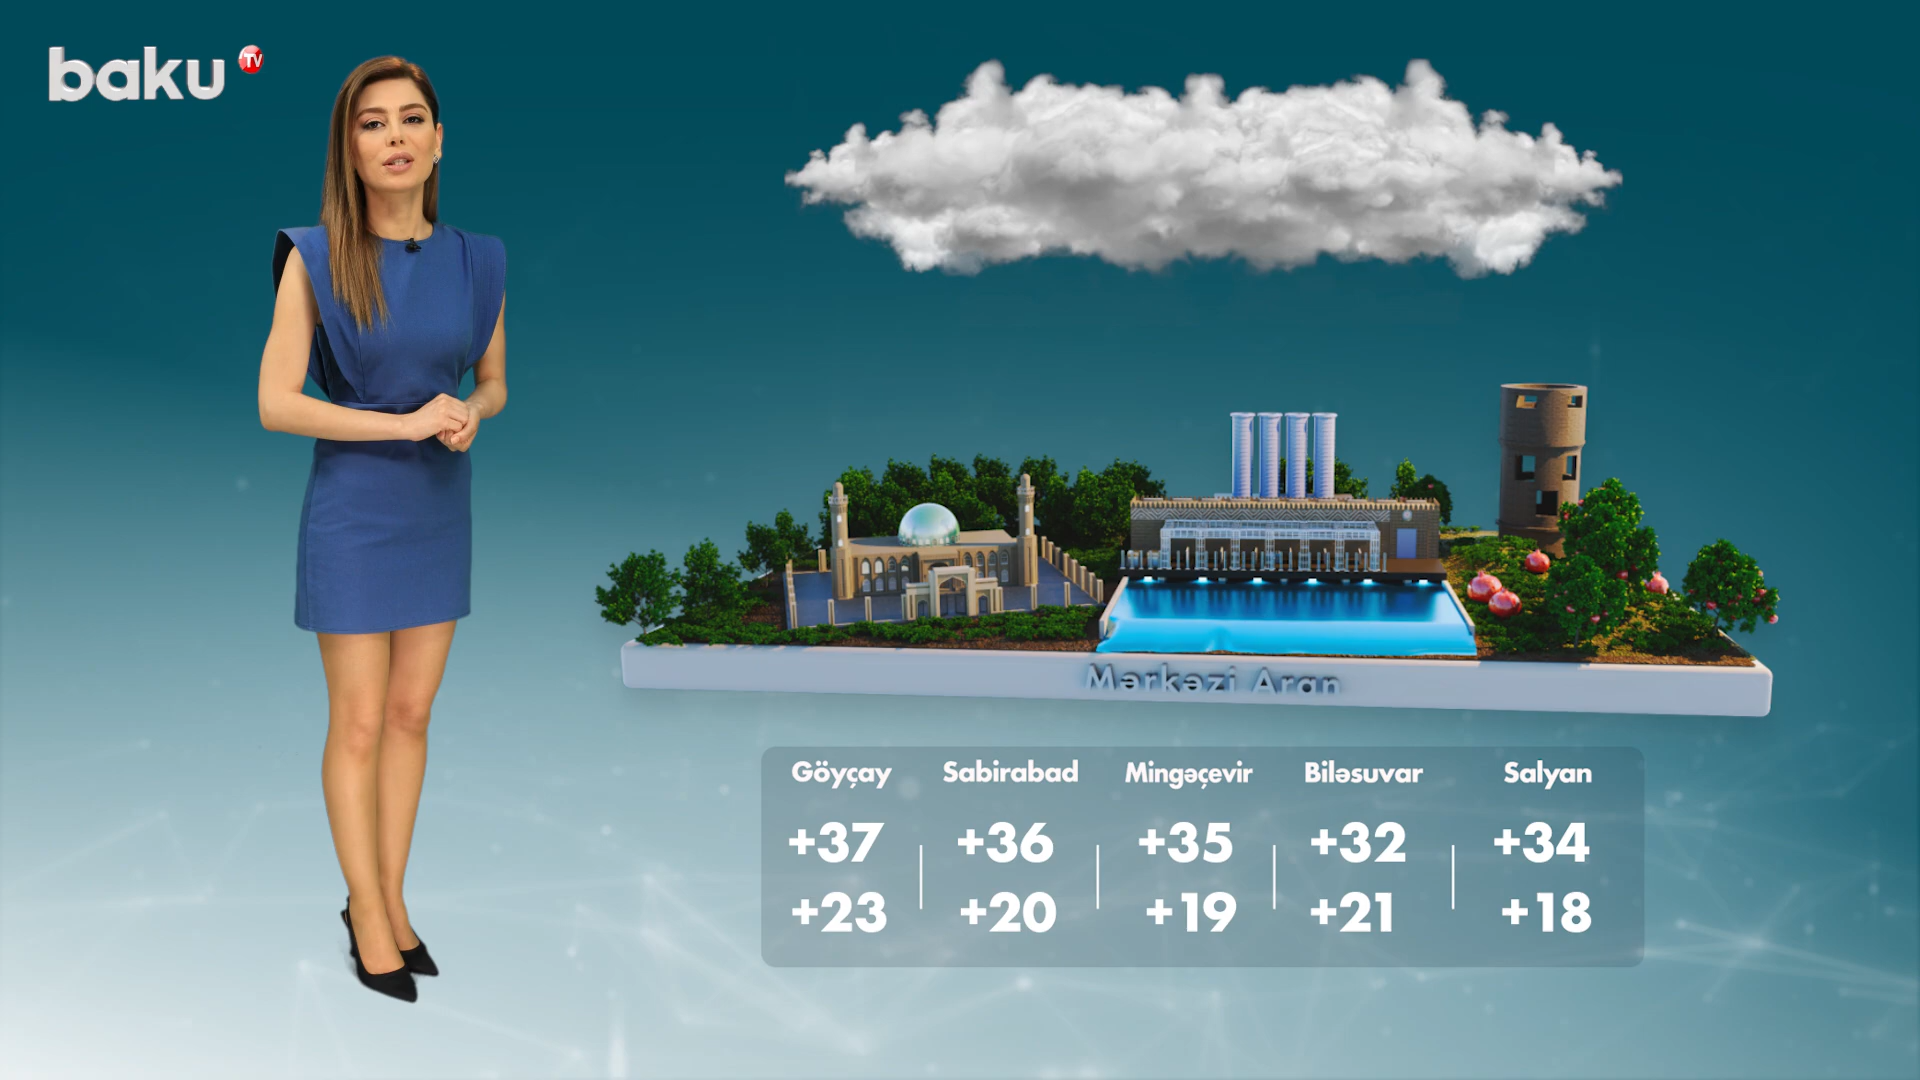 baku TV
Mərkəzi Aran
Göyçay Sabirabad Mingəçevir Biləsuvar Salyan
+37 +36 +35 +32 +34
+23 +20 +19 +21 +18